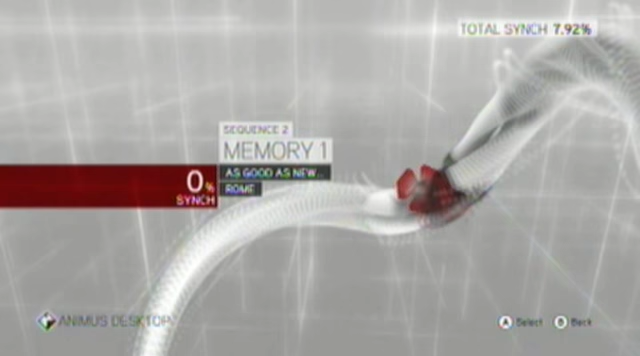 TOTAL SYNCH 7.92%
SEQUENCE 2
MEMORY 1
0%
SYNCH
AS GOOD AS NEW...
ROME
ANIMUS DESKTOP
A Select B Back